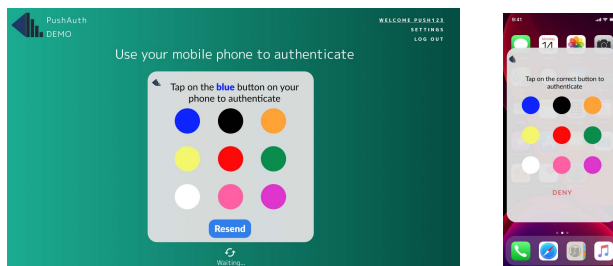 PushAuth
DEMO
WELCOME PUSH123
SETTINGS
LOG OUT
Use your mobile phone to authenticate
Tap on the blue button on your
phone to authenticate
Resend
Waiting...
9:41
14
Tap on the correct button to
authenticate
DENY